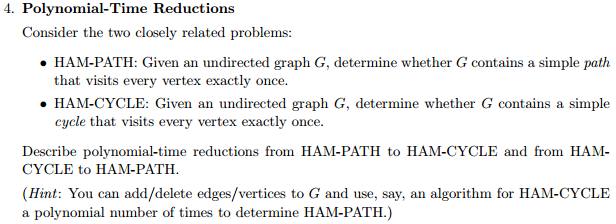 4. Polynomial-Time Reductions
Consider the two closely related problems:
• HAM-PATH: Given an undirected graph G, determine whether G contains a simple path
that visits every vertex exactly once.
• HAM-CYCLE: Given an undirected graph G, determine whether G contains a simple
cycle that visits every vertex exactly once.
Describe polynomial-time reductions from HAM-PATH to HAM-CYCLE and from HAM-
CYCLE to HAM-PATH.
(Hint: You can add/delete edges/vertices to G and use, say, an algorithm for HAM-CYCLE
a polynomial number of times to determine HAM-PATH.)